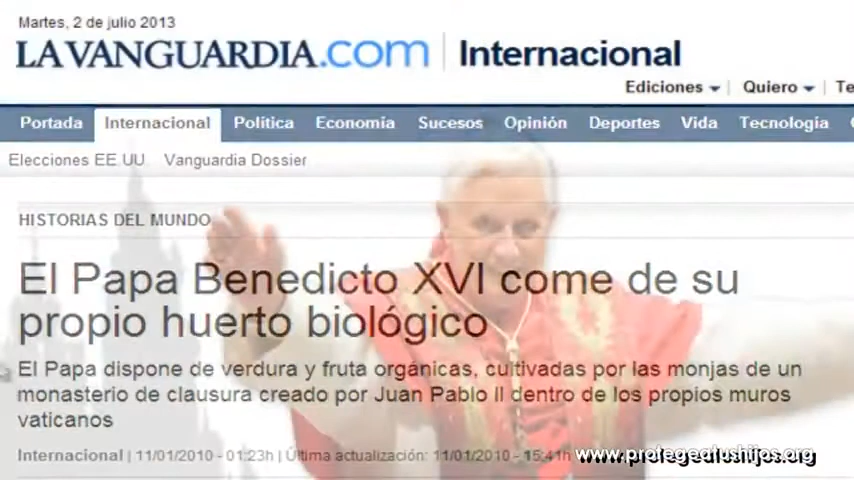 Martes, 2 de julio 2013
LAVANGUARDIA.com Internacional
Ediciones Quiero
Portada Internacional Política Economía Sucesos Opinión Deportes Vida Tecnología
Elecciones EE.UU. Vanguardia Dossier
HISTORIAS DEL MUNDO
El Papa Benedicto XVI come de su
propio huerto biológico
El Papa dispone de verdura y fruta orgánicas, cultivadas por las monjas de un
monasterio de clausura creado por Juan Pablo II dentro de los propios muros
vaticanos
Internacional | 11/01/2010 - 01:23h | Última actualización: 11/01/2010 - 15:41h
www.protegeatushijos.org